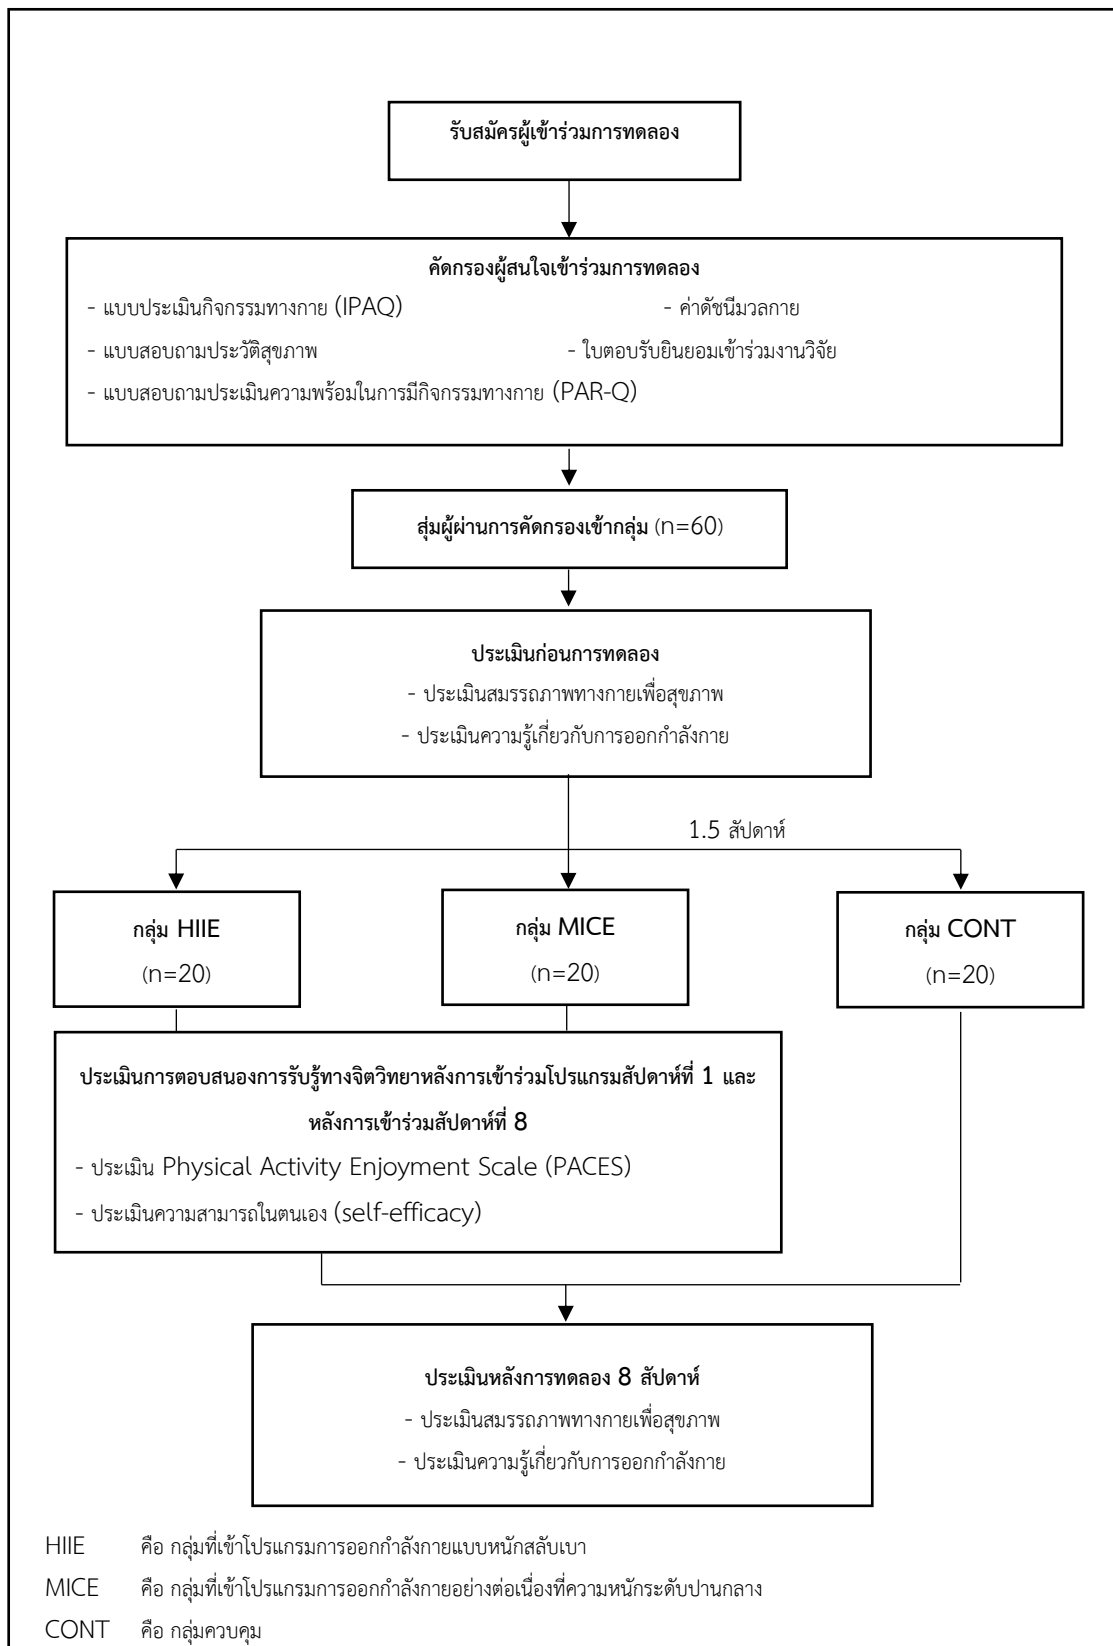 รับสมัครผู้เข้าร่วมการทดลอง
คัดกรองผู้สนใจเข้าร่วมการทดลอง
- แบบประเมินกิจกรรมทางกาย (IPAQ) - ค่าดัชนีมวลกาย
- แบบสอบถามประวัติสุขภาพ - ใบตอบรับยินยอมเข้าร่วมงานวิจัย
- แบบสอบถามประเมินความพร้อมในการมีกิจกรรมทางกาย (PAR-Q)
สุ่มผู้ผ่านการคัดกรองเข้ากลุ่ม (n=60)
ประเมินก่อนการทดลอง
- ประเมินสมรรถภาพทางกายเพื่อสุขภาพ
- ประเมินความรู้เกี่ยวกับการออกกำลังกาย
1.5 สัปดาห์
กลุ่ม HIIE
(n=20)
กลุ่ม MICE
(n=20)
กลุ่ม CONT
(n=20)
ประเมินการตอบสนองการรับรู้ทางจิตวิทยาหลังการเข้าร่วมโปรแกรมสัปดาห์ที่ 1 และ
หลังการเข้าร่วมสัปดาห์ที่ 8
- ประเมิน Physical Activity Enjoyment Scale (PACES)
- ประเมินความสามารถในตนเอง (self-efficacy)
ประเมินหลังการทดลอง 8 สัปดาห์
- ประเมินสมรรถภาพทางกายเพื่อสุขภาพ
- ประเมินความรู้เกี่ยวกับการออกกำลังกาย
HIIE คือ กลุ่มที่เข้าโปรแกรมการออกกำลังกายแบบหนักสลับเบา
MICE คือ กลุ่มที่เข้าโปรแกรมการออกกำลังกายอย่างต่อเนื่องที่ความหนักระดับปานกลาง
CONT คือ กลุ่มควบคุม